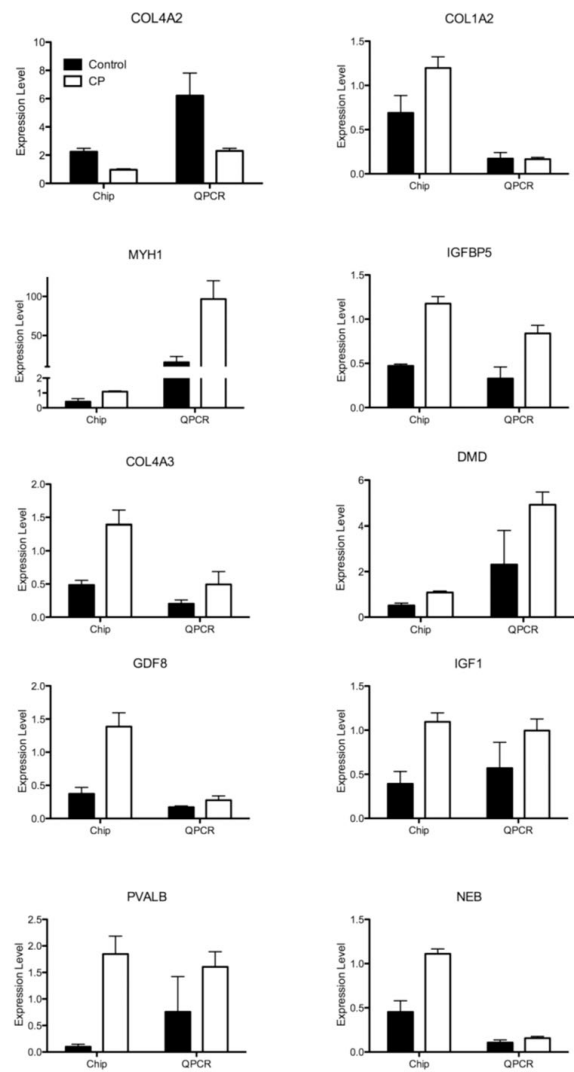 COL4A2
10
8
6
4
2
0
Expression Level
Control
CP
Chip
QPCR
COL1A2
1.5
1.0
0.5
0.0
Expression Level
Chip
QPCR
MYH1
100
50
2
1
0
Expression Level
Chip
QPCR
IGFBP5
1.5
1.0
0.5
0.0
Expression Level
Chip
QPCR
COL4A3
2.0
1.5
1.0
0.5
0.0
Expression Level
Chip
QPCR
DMD
6
4
2
0
Expression Level
Chip
QPCR
GDF8
2.0
1.5
1.0
0.5
0.0
Expression Level
Chip
QPCR
IGF1
1.5
1.0
0.5
0.0
Expression Level
Chip
QPCR
PVALB
2.5
2.0
1.5
1.0
0.5
0.0
Expression Level
Chip
QPCR
NEB
1.5
1.0
0.5
0.0
Expression Level
Chip
QPCR